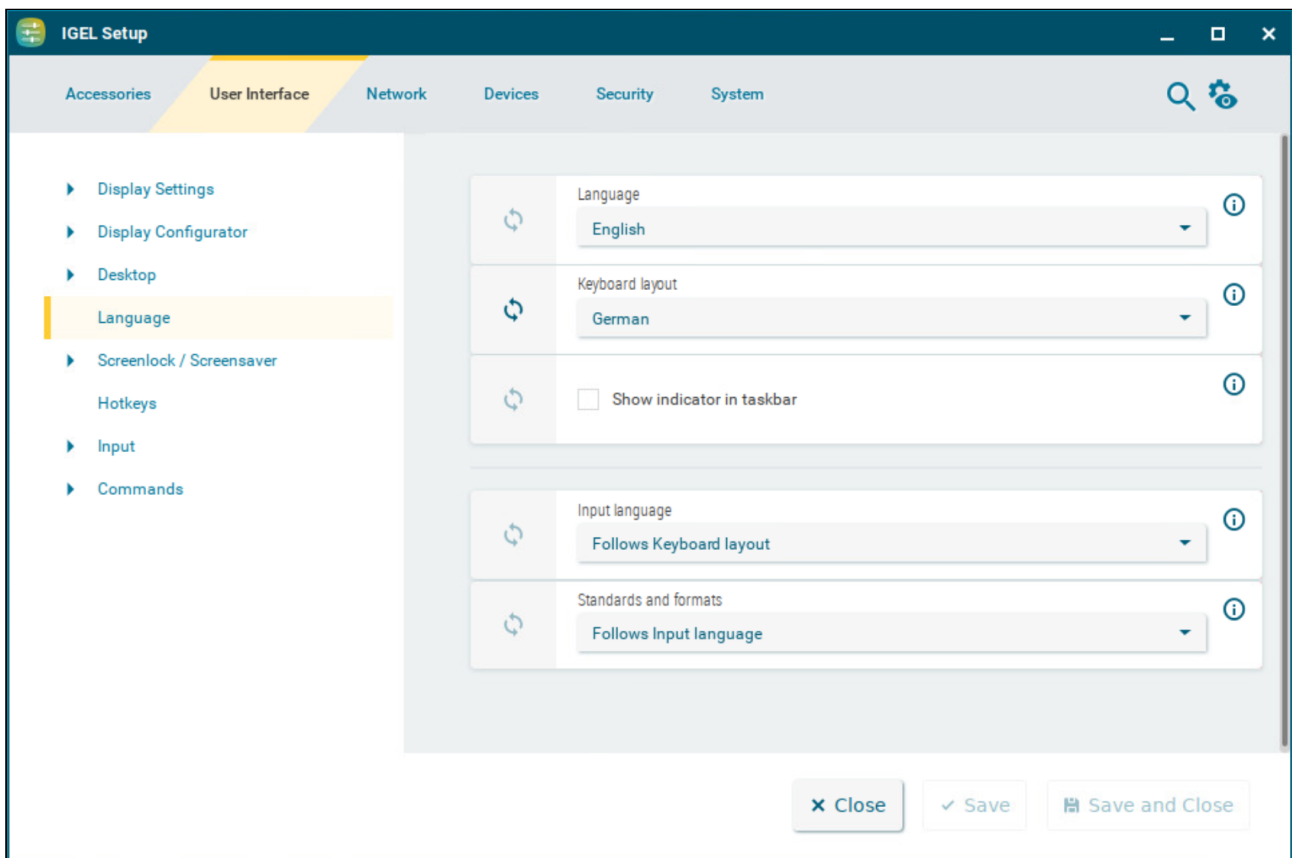 IGEL Setup
Accessories
User Interface
Network
Devices
Security
System
Display Settings
Display Configurator
Desktop
Language
Screenlock / Screensaver
Hotkeys
Input
Commands
Language
English
Keyboard layout
German
Show indicator in taskbar
Input language
Follows Keyboard layout
Standards and formats
Follows Input language
Close
Save
Save and Close